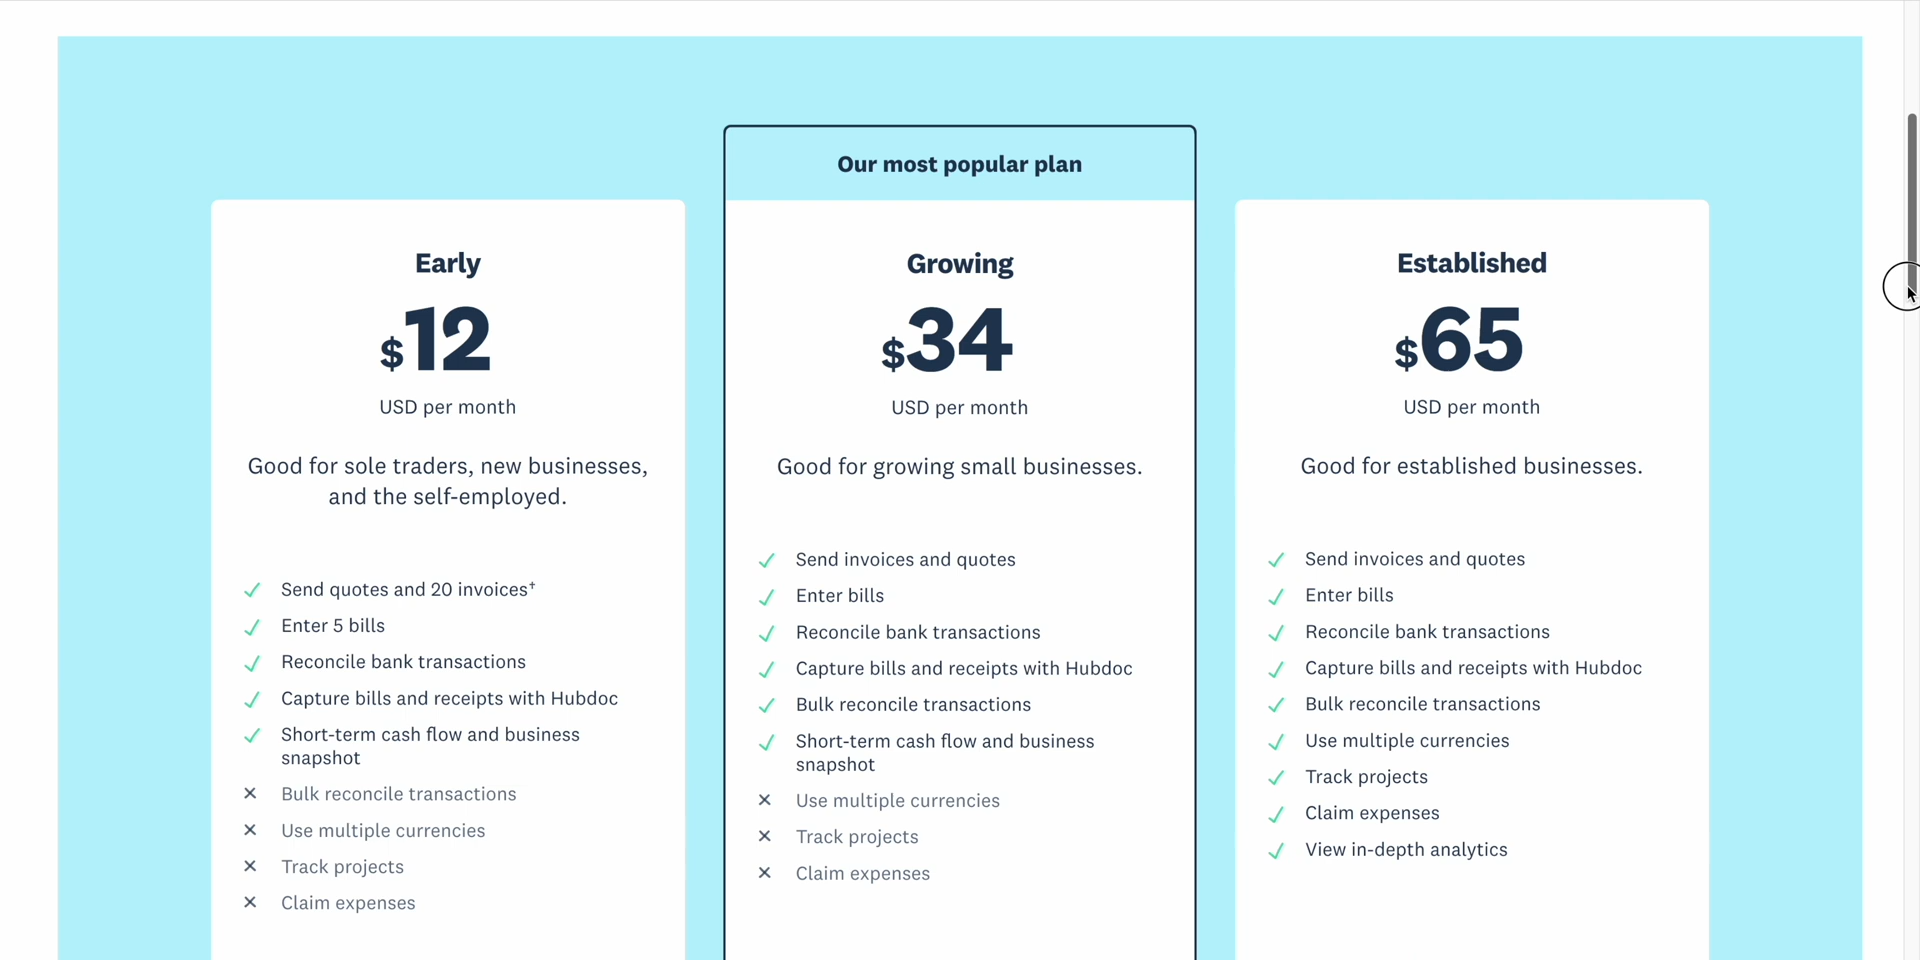 Our most popular plan
Early
$12
USD per month
Good for sole traders, new businesses,
and the self-employed.
Send quotes and 20 invoices†
Enter 5 bills
Reconcile bank transactions
Capture bills and receipts with Hubdoc
Short-term cash flow and business
snapshot
Bulk reconcile transactions
Use multiple currencies
Track projects
Claim expenses
Growing
$34
USD per month
Good for growing small businesses.
Send invoices and quotes
Enter bills
Reconcile bank transactions
Capture bills and receipts with Hubdoc
Bulk reconcile transactions
Short-term cash flow and business
snapshot
Use multiple currencies
Track projects
Claim expenses
Established
$65
USD per month
Good for established businesses.
Send invoices and quotes
Enter bills
Reconcile bank transactions
Capture bills and receipts with Hubdoc
Bulk reconcile transactions
Use multiple currencies
Track projects
Claim expenses
View in-depth analytics